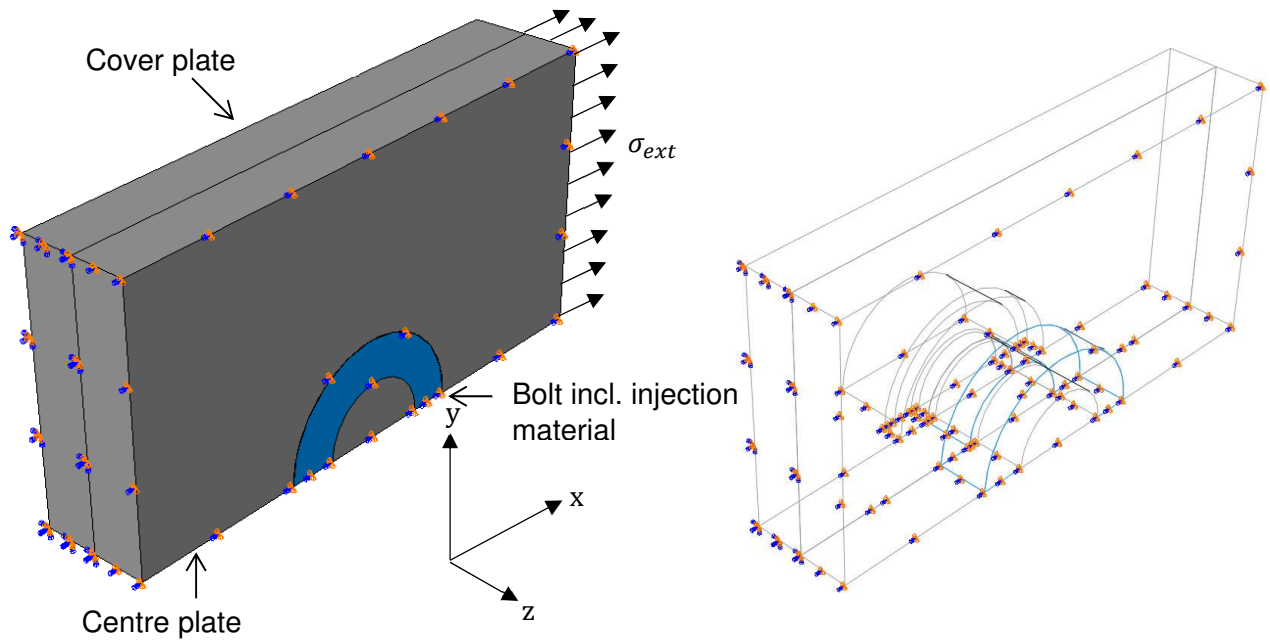 Cover plate
σ_ext
Bolt incl. injection
material
y
x
z
Centre plate